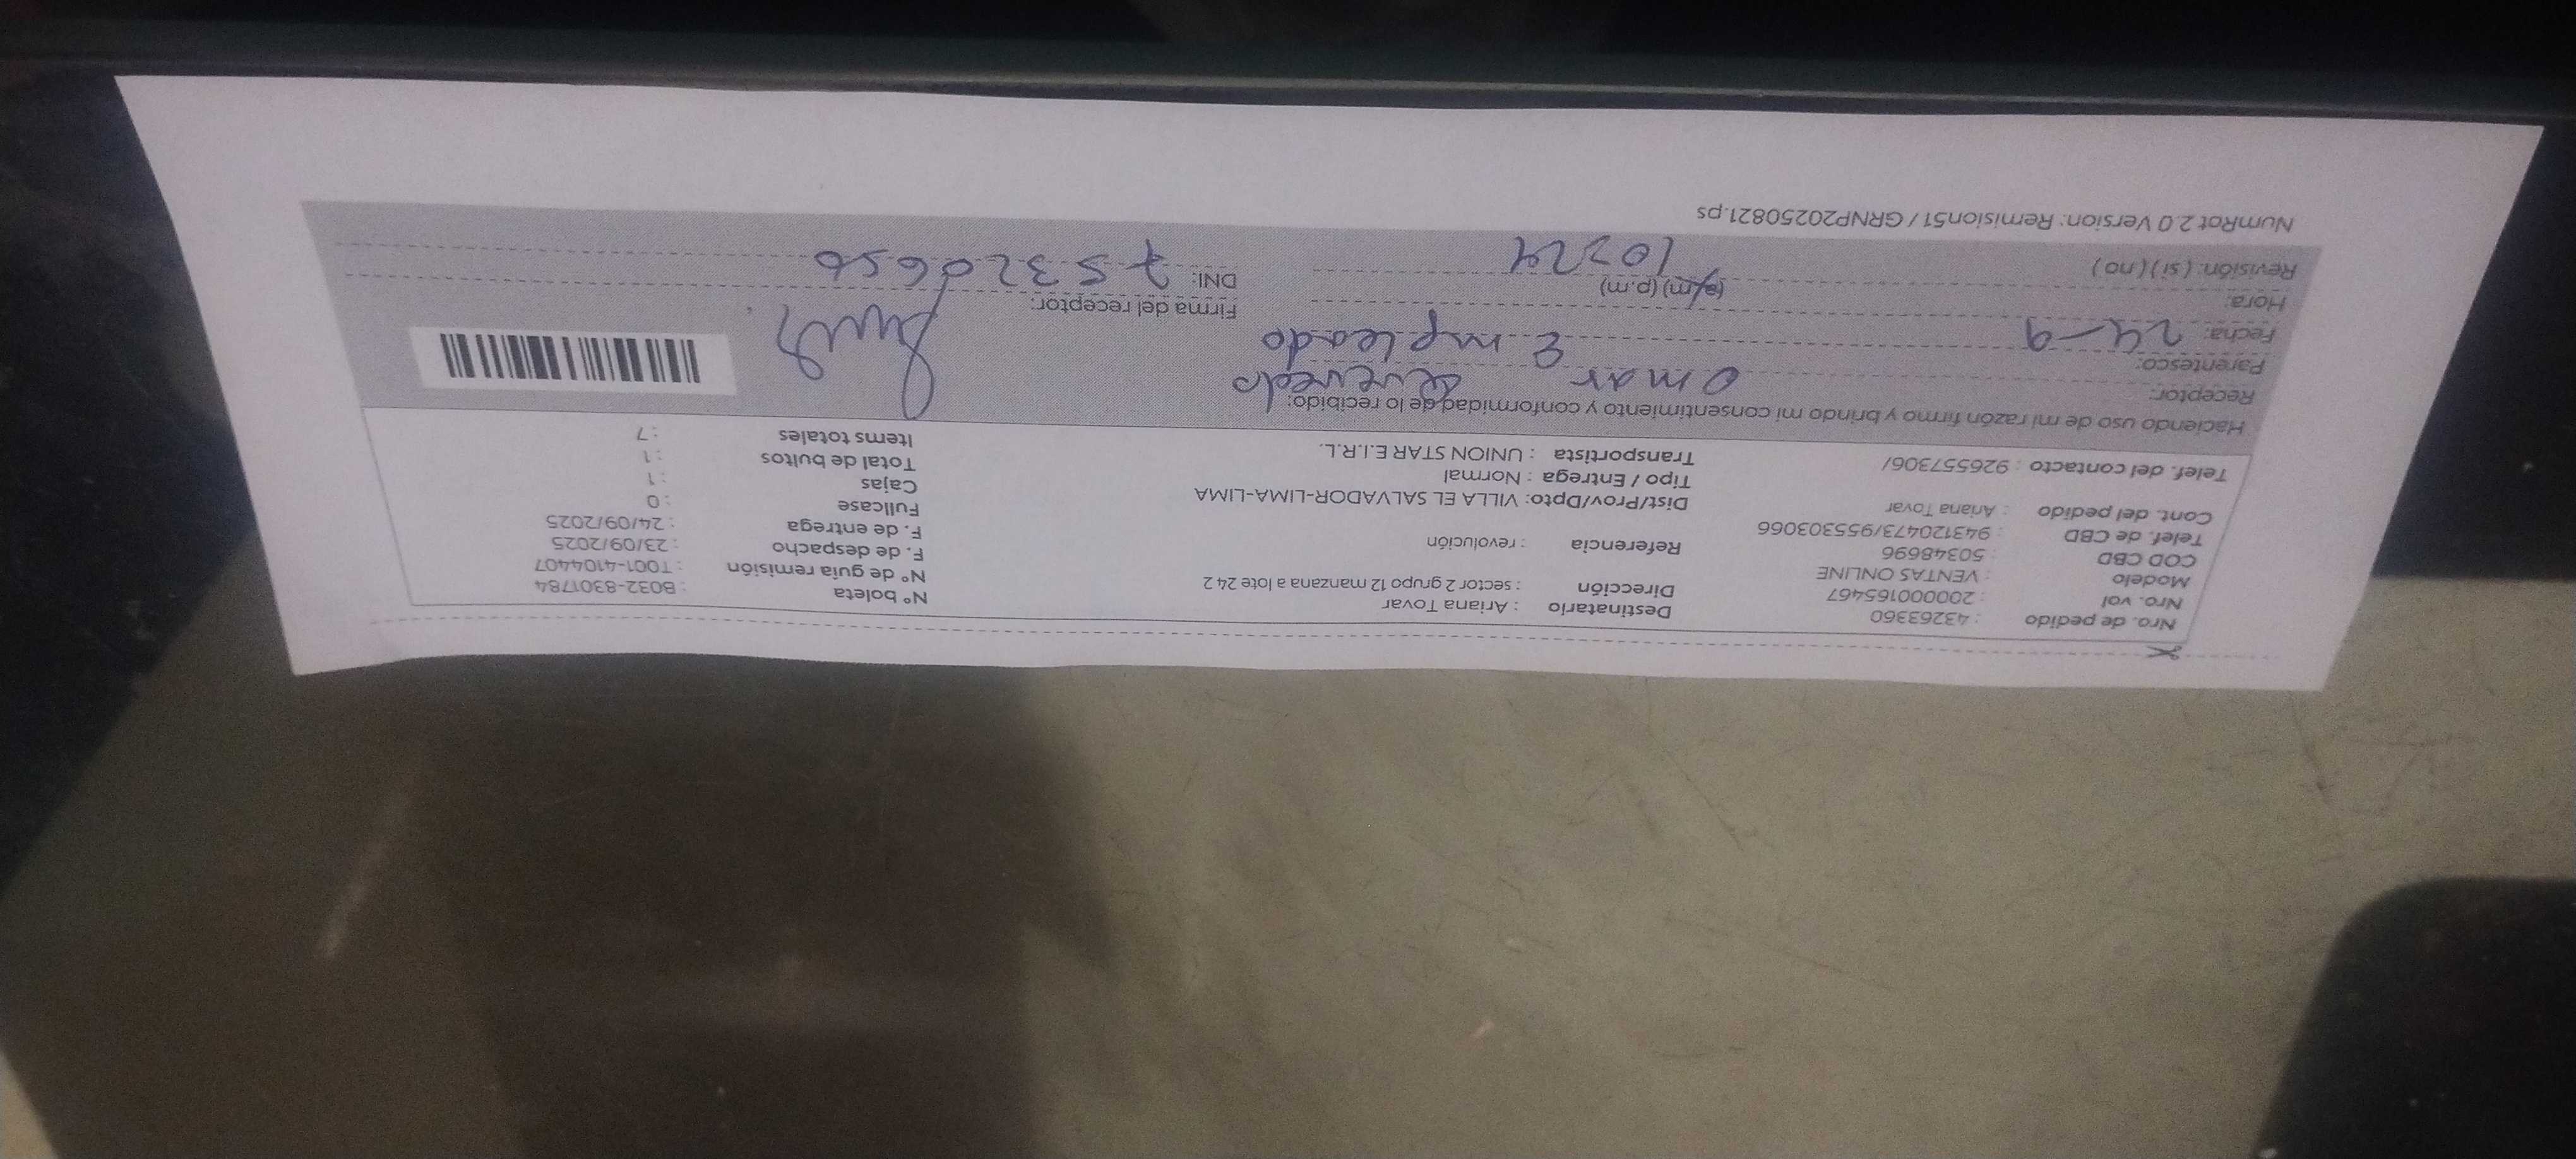 Nro. de pedido : 43263360
Nro. val : 200000165467
Modelo : VENTAS ONLINE
COD CBD : 50348696
Telef. de CBD : 943120473/955303066
Cont. del pedido : Ariana Tovar
Telef. del contacto : 926557306/
Destinatario : Ariana Tovar
Dirección : sector 2 grupo 12 manzana a lote 24 2
Referencia : revolución
Dist/Prov/Dpto: VILLA EL SALVADOR-LIMA-LIMA
Tipo / Entrega : Normal
Transportista : UNION STAR E.I.R.L.
Nº boleta : B032-8301784
Nº de guia remisión : T001-4104407
F. de despacho : 23/09/2025
F. de entrega : 24/09/2025
Fullcase : 0
Cajas : 1
Total de bultos : 1
Items totales : 7
Haciendo uso de mi razón firmo y brindo mi consentimiento y conformidad de lo recibido:
Receptor: Omar
Parentesco: Empleado
Fecha: 24-9
Hora: (a/m) (p.m)
Revisión: ( si ) ( no ) 10:24
Firma del receptor:
DNI: 75320656
NumRot 2.0 Version: Remision51 / GRNP20250821.ps